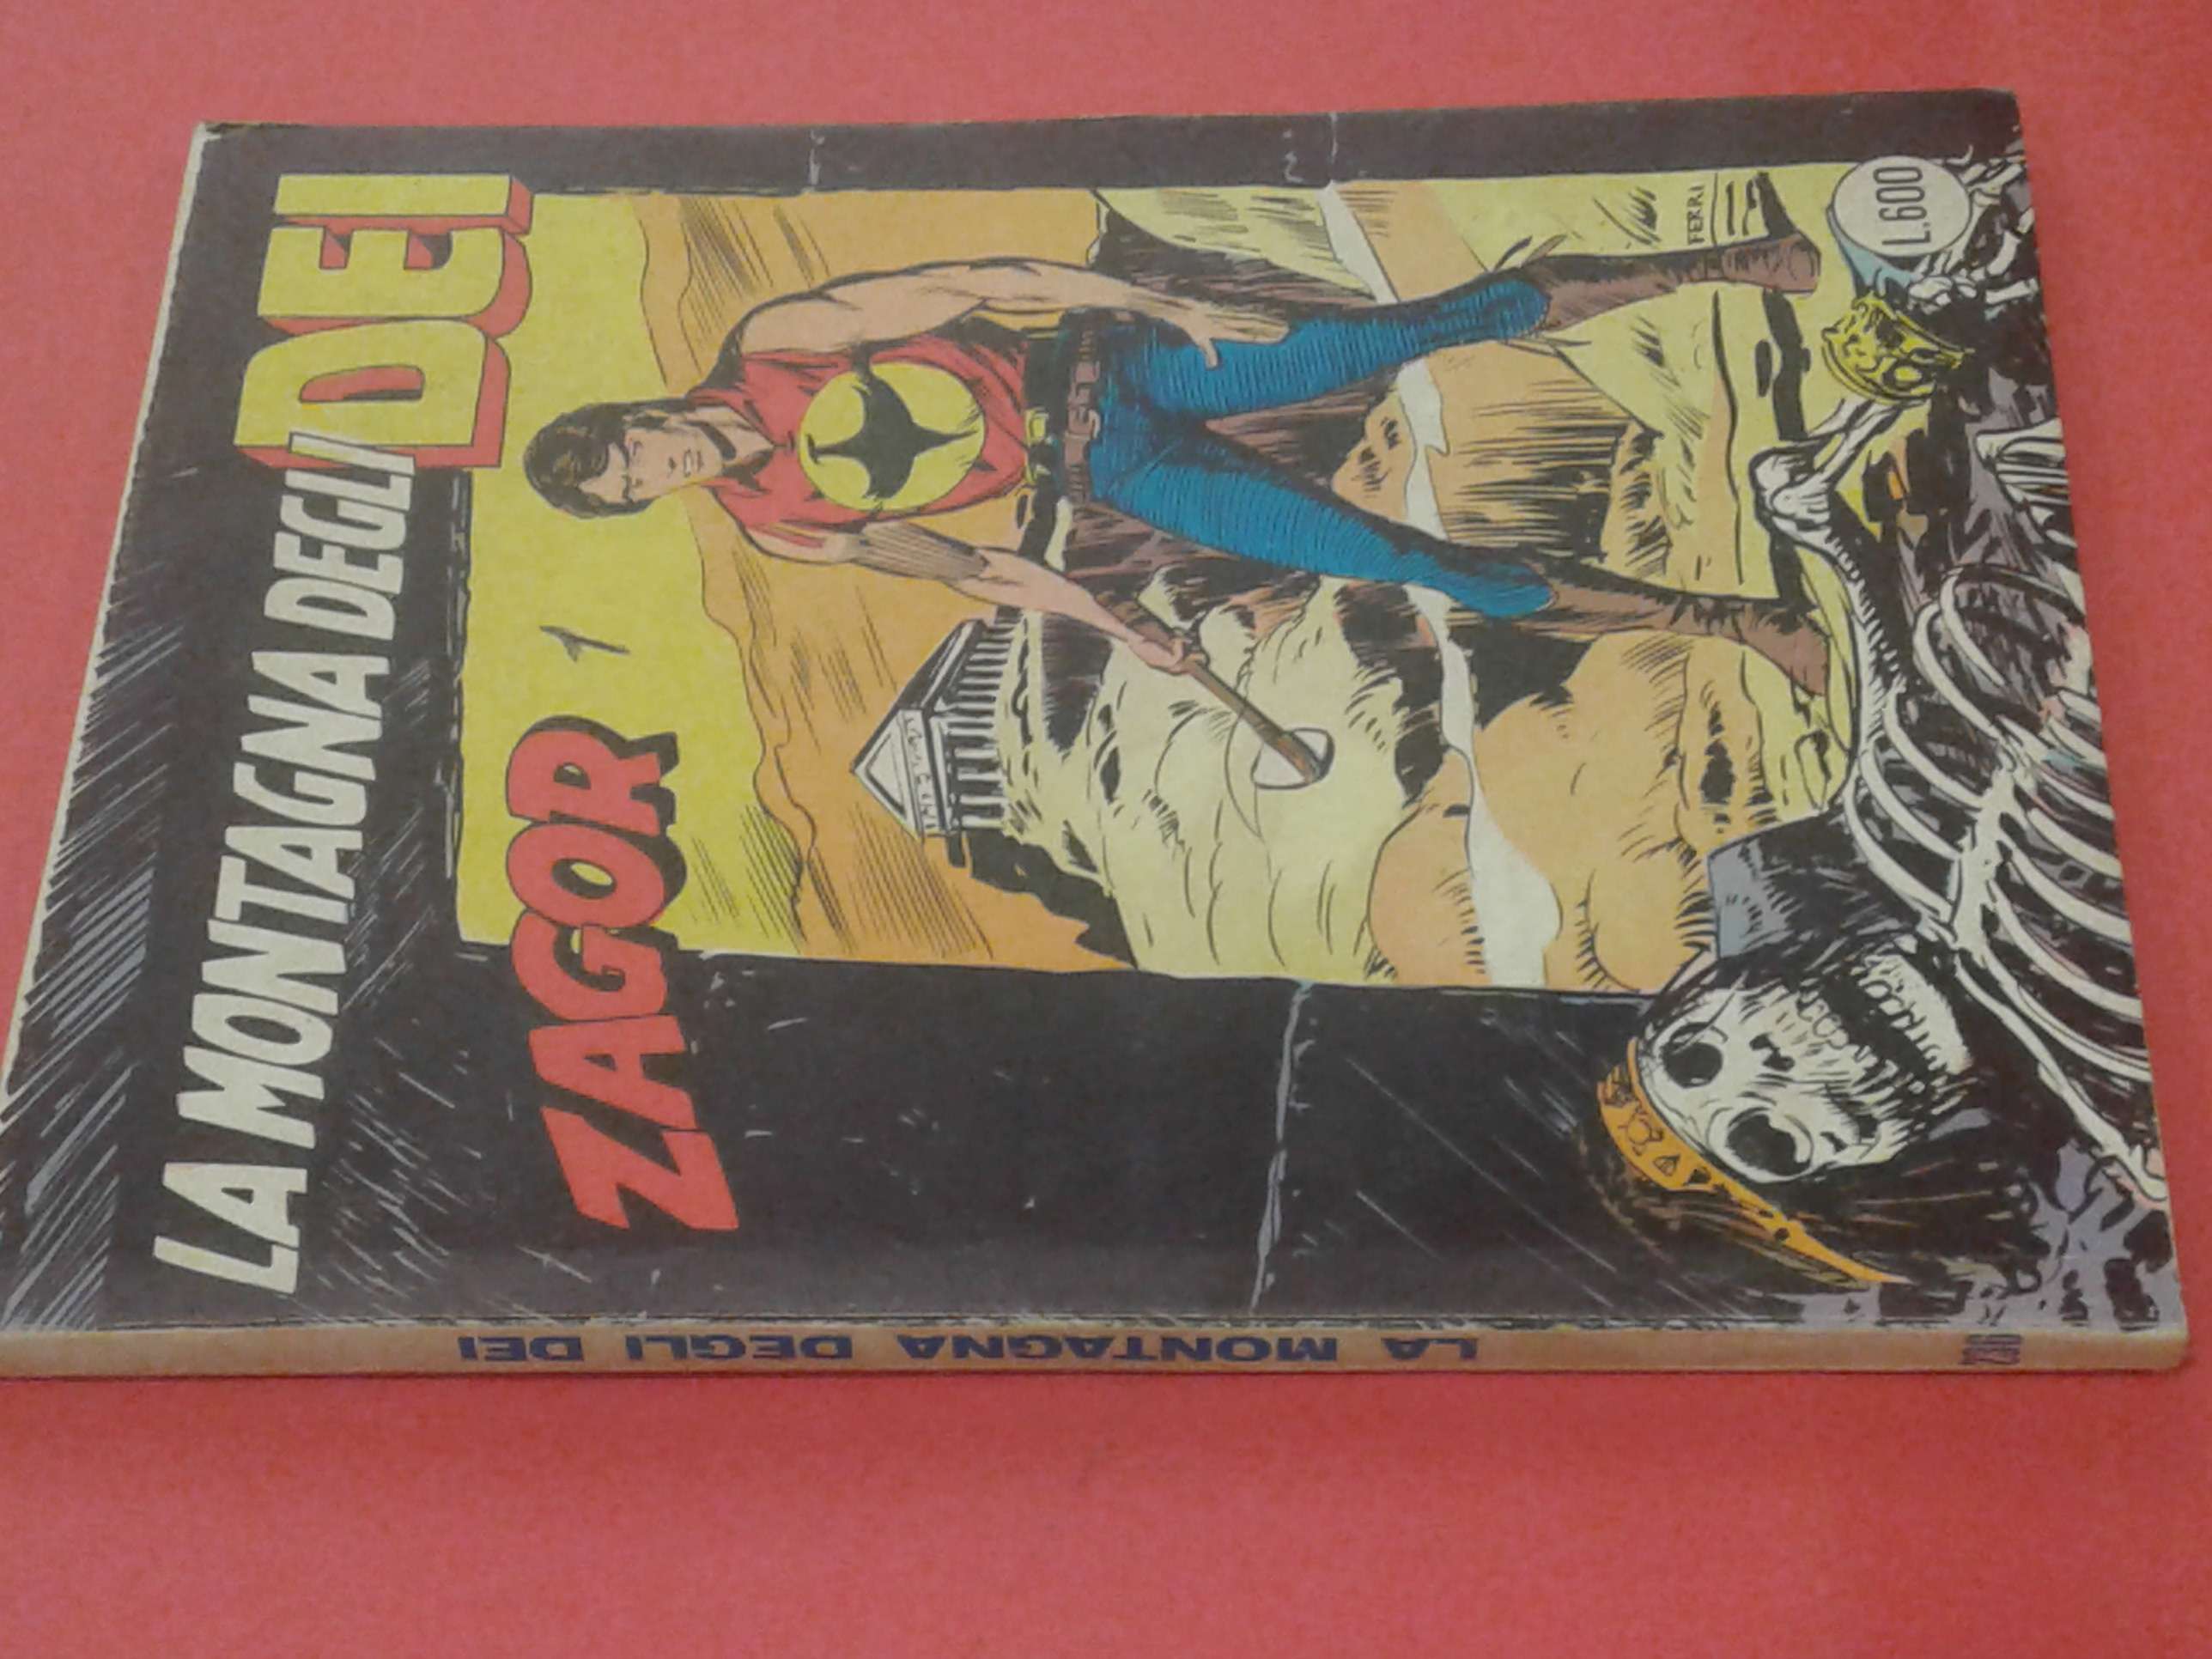 LA MONTAGNA DEGLI DEI
ZAGOR
FERRI
L.600
LA MONTAGNA DEGLI DEI